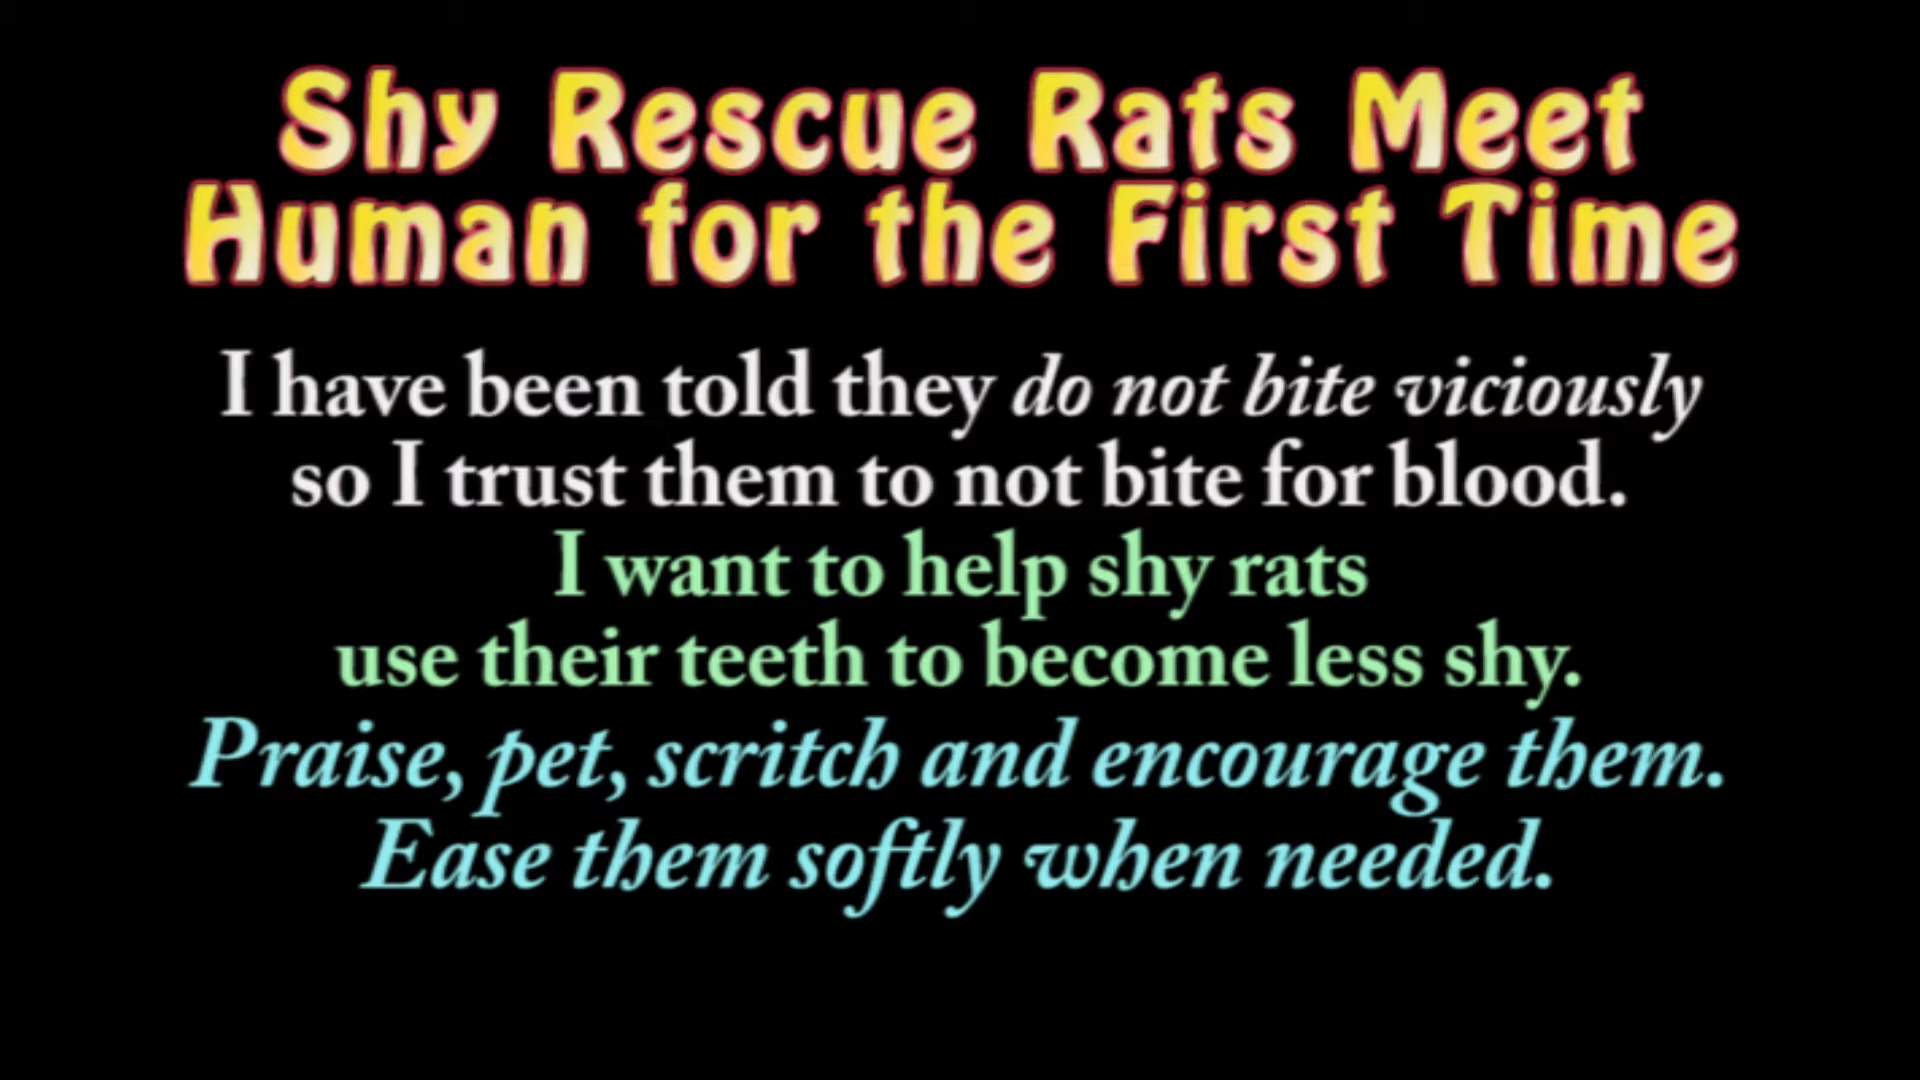 Shy Rescue Rats Meet
Human for the First Time
I have been told they do not bite viciously
so I trust them to not bite for blood.
I want to help shy rats
use their teeth to become less shy.
Praise, pet, scritch and encourage them.
Ease them softly when needed.